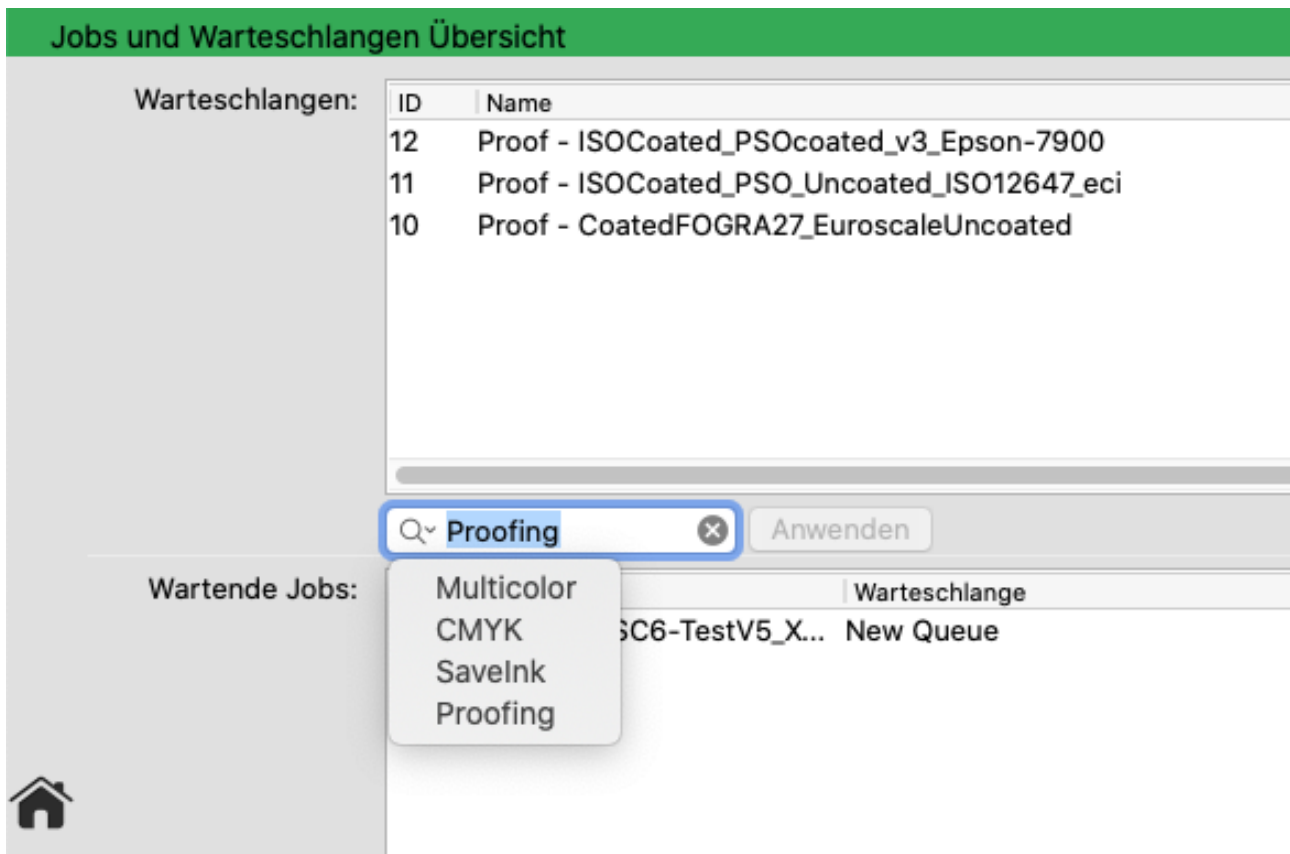 Jobs und Warteschlangen Übersicht
Warteschlangen:
ID Name
12 Proof - ISOCoated_PSOcoated_v3_Epson-7900
11 Proof - ISOCoated_PSO_Uncoated_ISO12647_eci
10 Proof - CoatedFOGRA27_EuroscaleUncoated
Proofing Anwenden
Wartende Jobs: Warteschlange
SC6-TestV5_X... New Queue
Multicolor
CMYK
SaveInk
Proofing